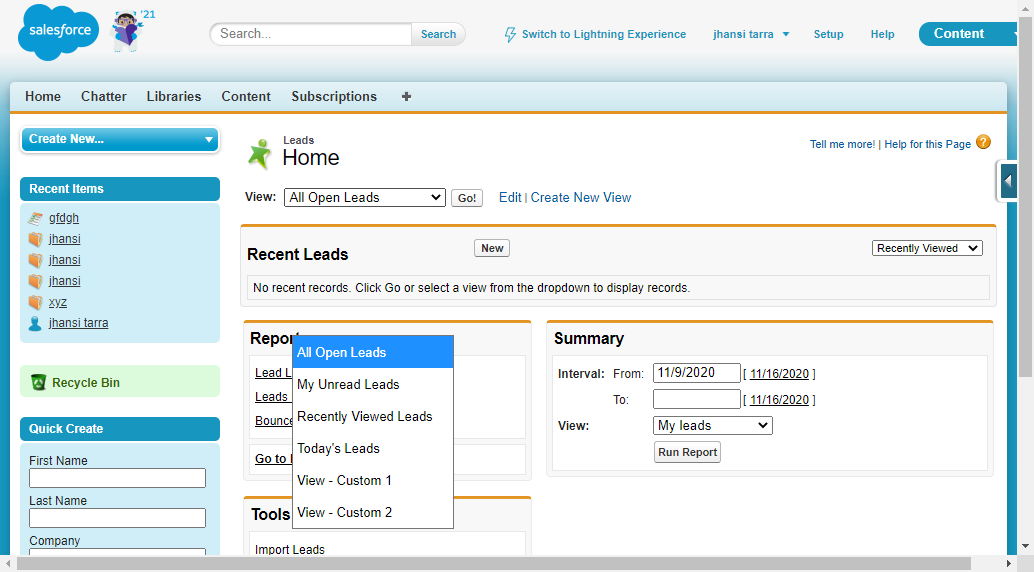 salesforce
'21
Search...
Search
Switch to Lightning Experience
jhansi tarra
Setup
Help
Content
Home Chatter Libraries Content Subscriptions +
Create New...
Leads
Home
Tell me more! | Help for this Page ?
Recent Items
gfdgh
jhansi
jhansi
jhansi
xyz
jhansi tarra
Recycle Bin
Quick Create
First Name
Last Name
Company
View: All Open Leads Go! Edit | Create New View
Recent Leads New Recently Viewed
No recent records. Click Go or select a view from the dropdown to display records.
Repor
Lead L
Leads
Bounce
Go to
All Open Leads
My Unread Leads
Recently Viewed Leads
Today's Leads
View - Custom 1
View - Custom 2
Tools
Import Leads
Summary
Interval: From: 11/9/2020 [ 11/16/2020 ]
To: [ 11/16/2020 ]
View: My leads
Run Report